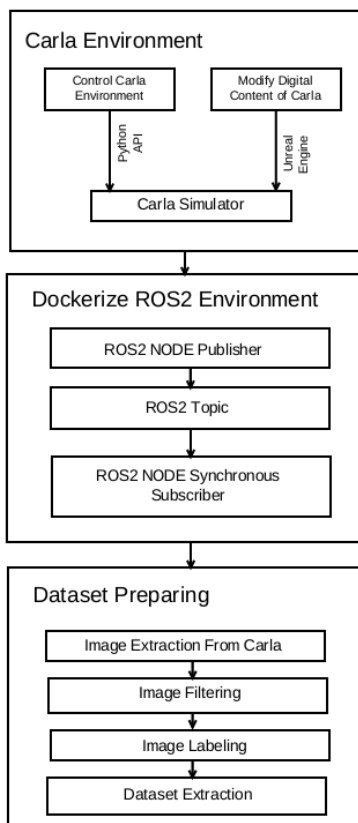 Carla Environment
Control Carla
Environment
Modify Digital
Content of Carla
Python
API
Unreal
Engine
Carla Simulator
Dockerize ROS2 Environment
ROS2 NODE Publisher
ROS2 Topic
ROS2 NODE Synchronous
Subscriber
Dataset Preparing
Image Extraction From Carla
Image Filtering
Image Labeling
Dataset Extraction